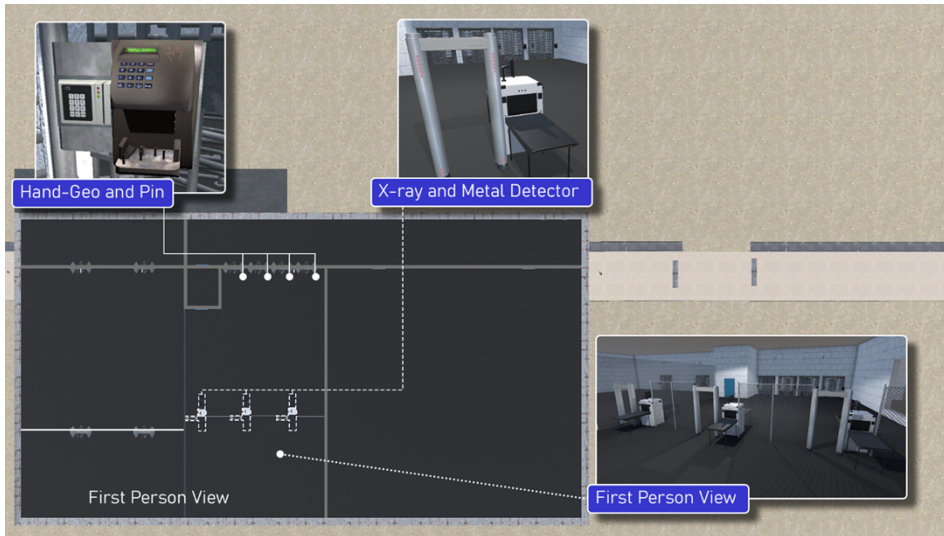 Hand-Geo and Pin
X-ray and Metal Detector
First Person View
First Person View